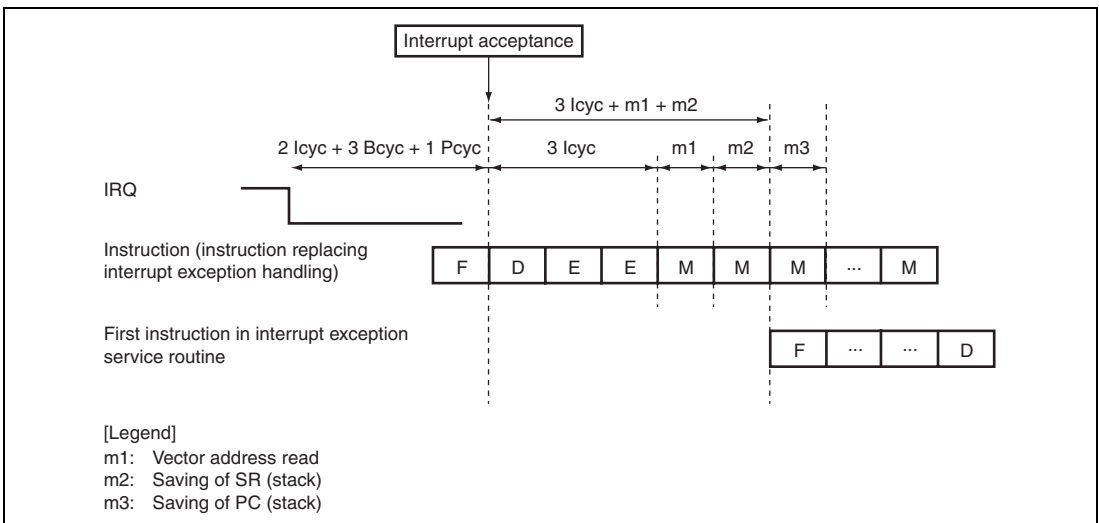 Interrupt acceptance
3 Icyc + m1 + m2
2 Icyc + 3 Bcyc + 1 Pcyc 3 Icyc m1 m2 m3
IRQ
Instruction (instruction replacing
interrupt exception handling)
F D E E M M M ... M
First instruction in interrupt exception
service routine
F ... ... D
[Legend]
m1: Vector address read
m2: Saving of SR (stack)
m3: Saving of PC (stack)